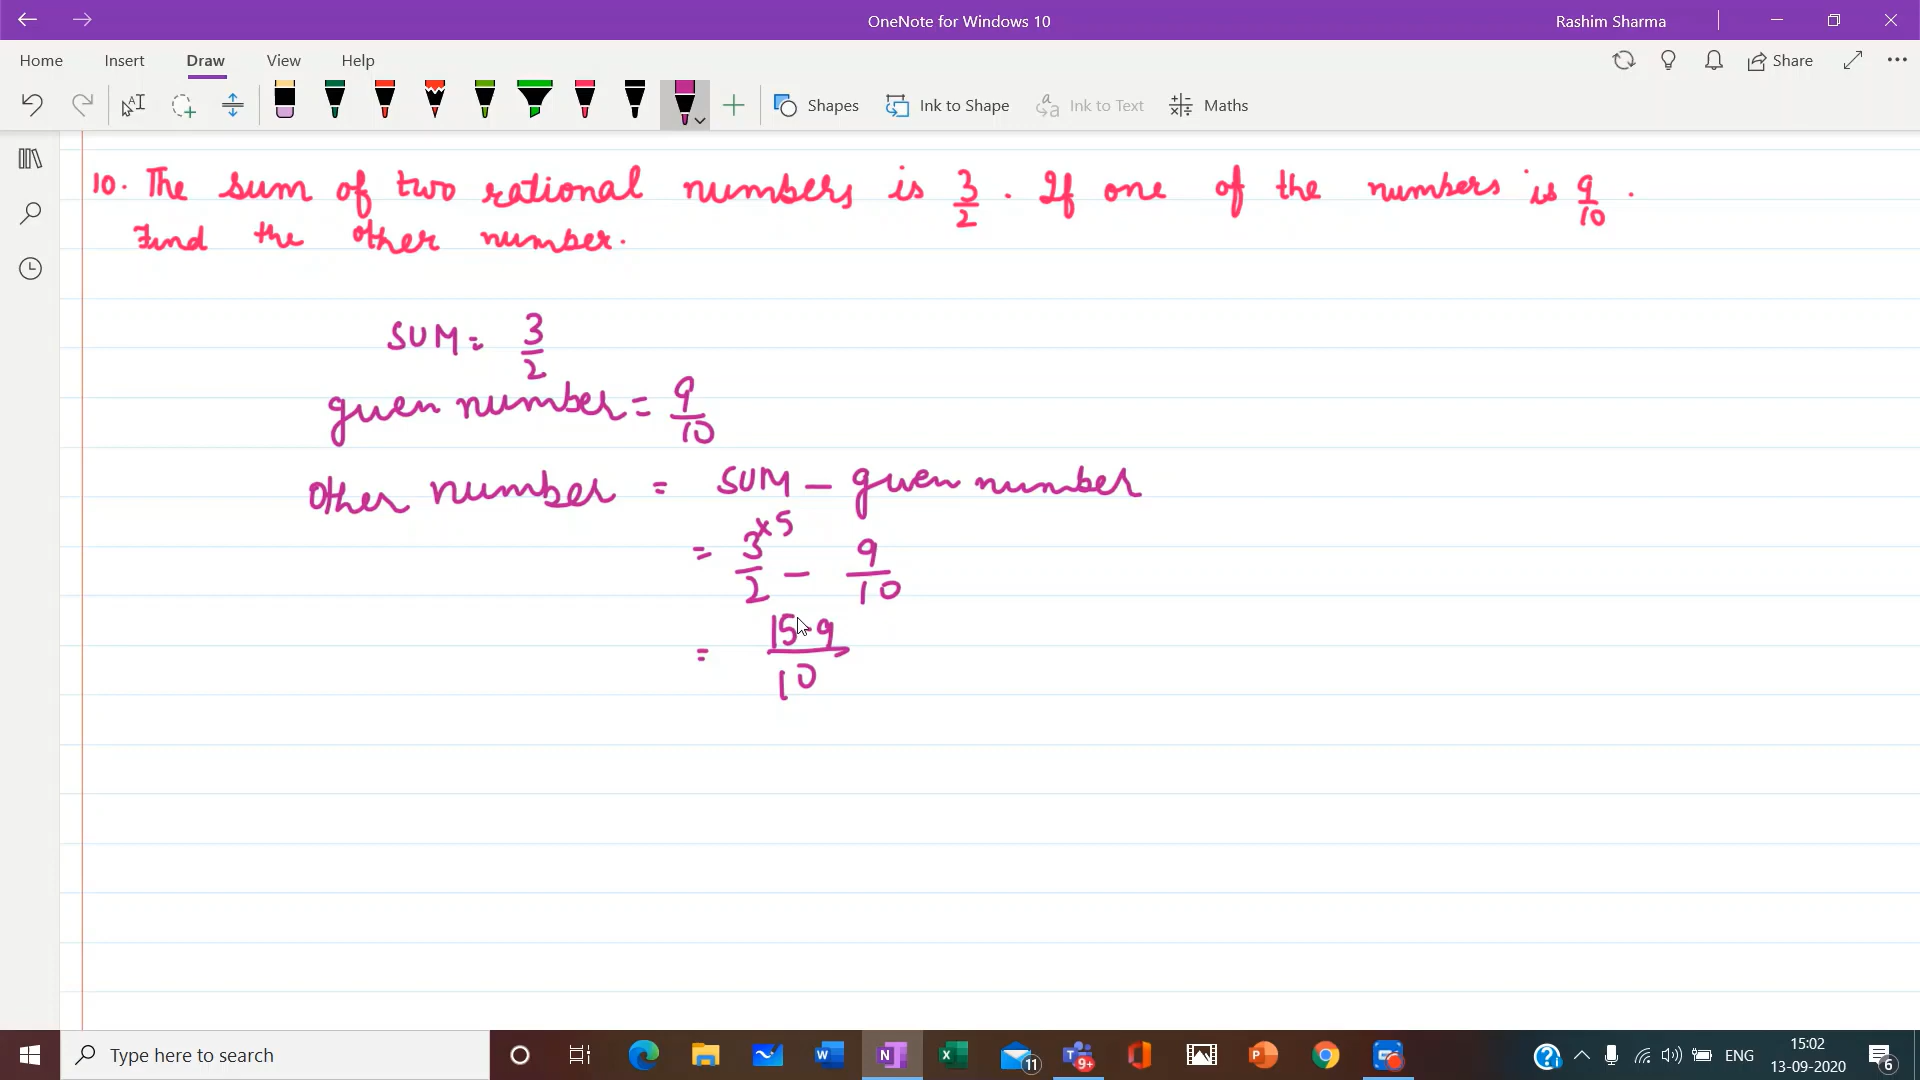 OneNote for Windows 10
Rashim Sharma
Home Insert Draw View Help
Share
Shapes Ink to Shape Ink to Text Maths
10. The sum of two rational numbers is 3/2. If one of the numbers is 9/10.
Find the other number.
SUM = 3/2
given number = 9/10
Other number = SUM - given number
= 3×5/2 - 9/10
= 15-9/10
Type here to search
11
9+
ENG
15:02
13-09-2020
6